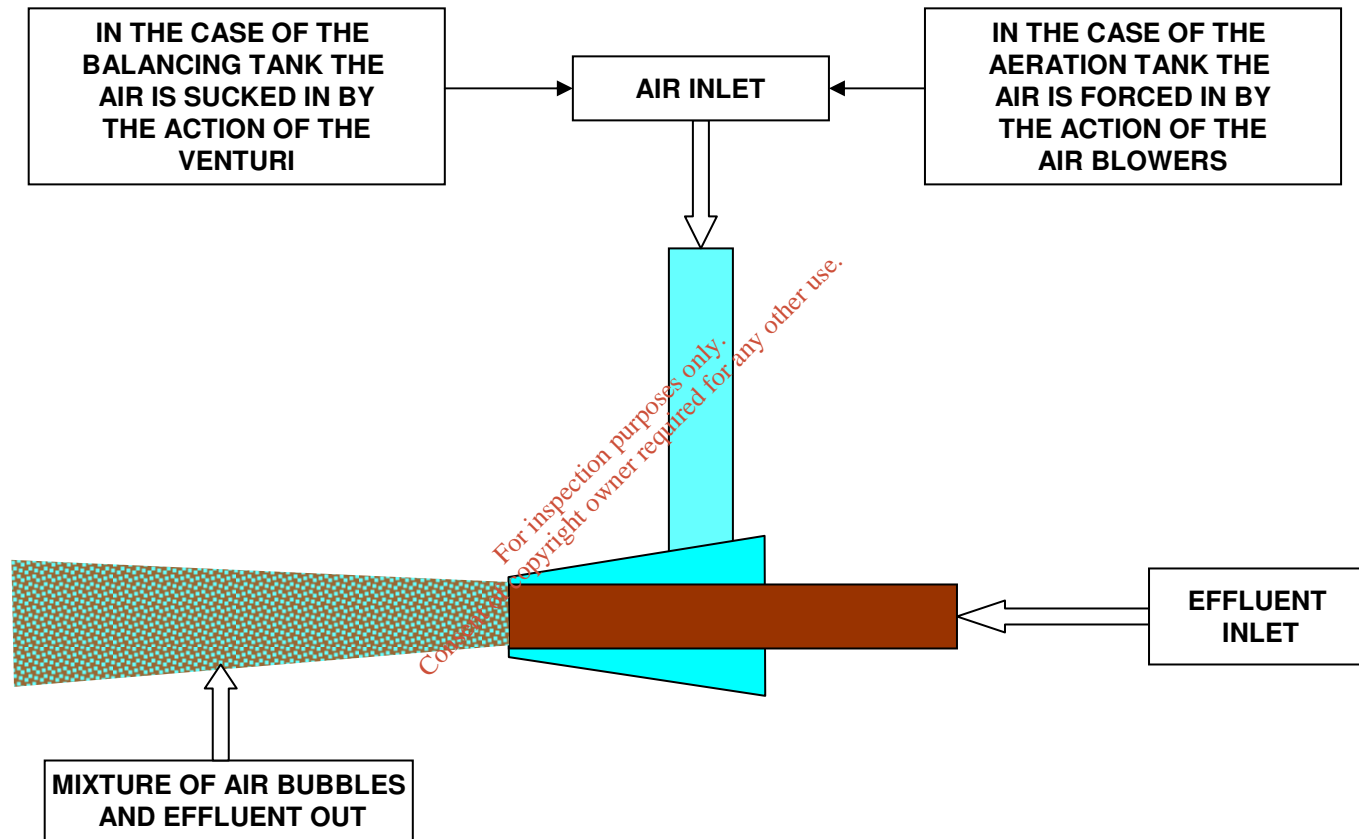 IN THE CASE OF THE
BALANCING TANK THE
AIR IS SUCKED IN BY
THE ACTION OF THE
VENTURI
AIR INLET
IN THE CASE OF THE
AERATION TANK THE
AIR IS FORCED IN BY
THE ACTION OF THE
AIR BLOWERS
For inspection purposes only.
Consent of copyright owner required for any other use.
EFFLUENT
INLET
MIXTURE OF AIR BUBBLES
AND EFFLUENT OUT